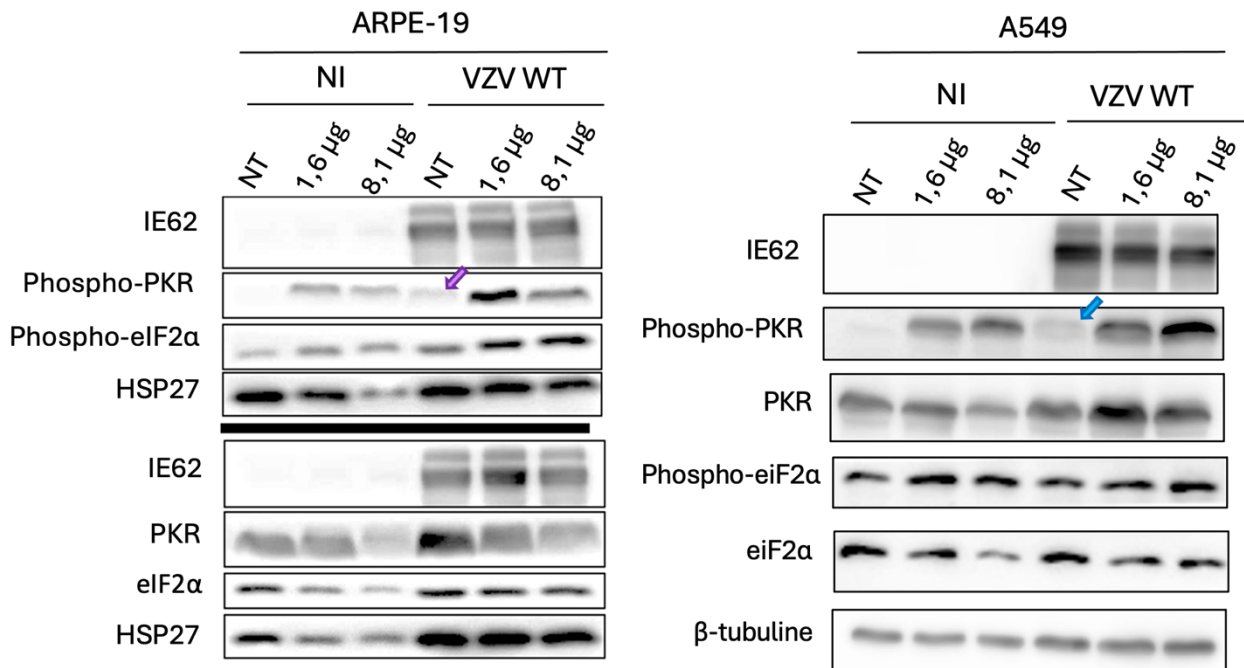 ARPE-19
NI VZV WT
NT 1,6 µg 8,1 µg NT 1,6 µg 8,1 µg
IE62
Phospho-PKR
Phospho-eIF2α
HSP27
IE62
PKR
eIF2α
HSP27
A549
NI VZV WT
NT 1,6 µg 8,1 µg NT 1,6 µg 8,1 µg
IE62
Phospho-PKR
PKR
Phospho-eiF2α
eiF2α
β-tubuline